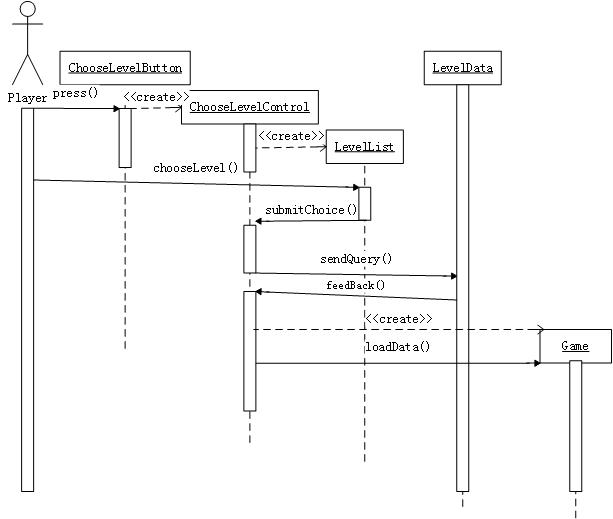 ChooseLevelButton
LevelData
Player
press()
<<create>>
ChooseLevelControl
<<create>>
LevelList
chooseLevel()
submitChoice()
sendQuery()
feedBack()
<<create>>
loadData()
Game